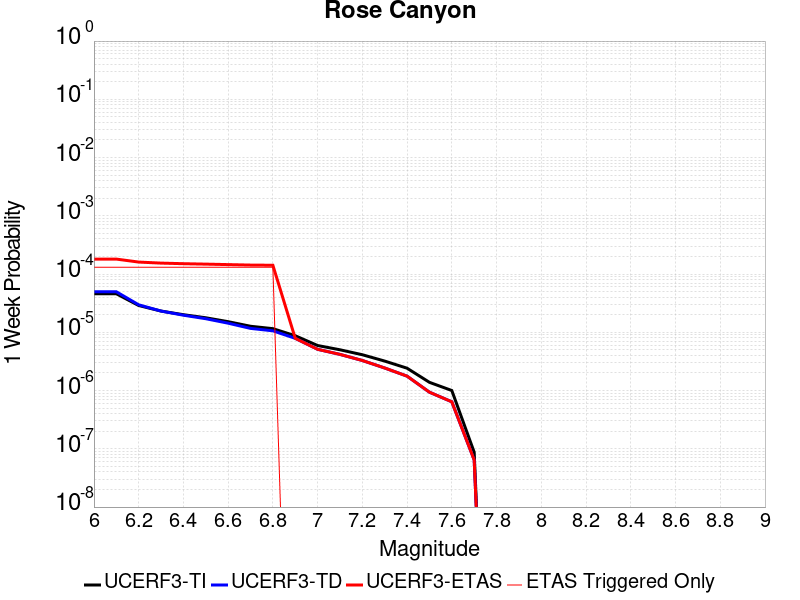 Rose Canyon
10^0
10^-1
10^-2
10^-3
10^-4
10^-5
10^-6
10^-7
10^-8
1 Week Probability
6 6.2 6.4 6.6 6.8 7 7.2 7.4 7.6 7.8 8 8.2 8.4 8.6 8.8 9
Magnitude
UCERF3-TI UCERF3-TD UCERF3-ETAS ETAS Triggered Only